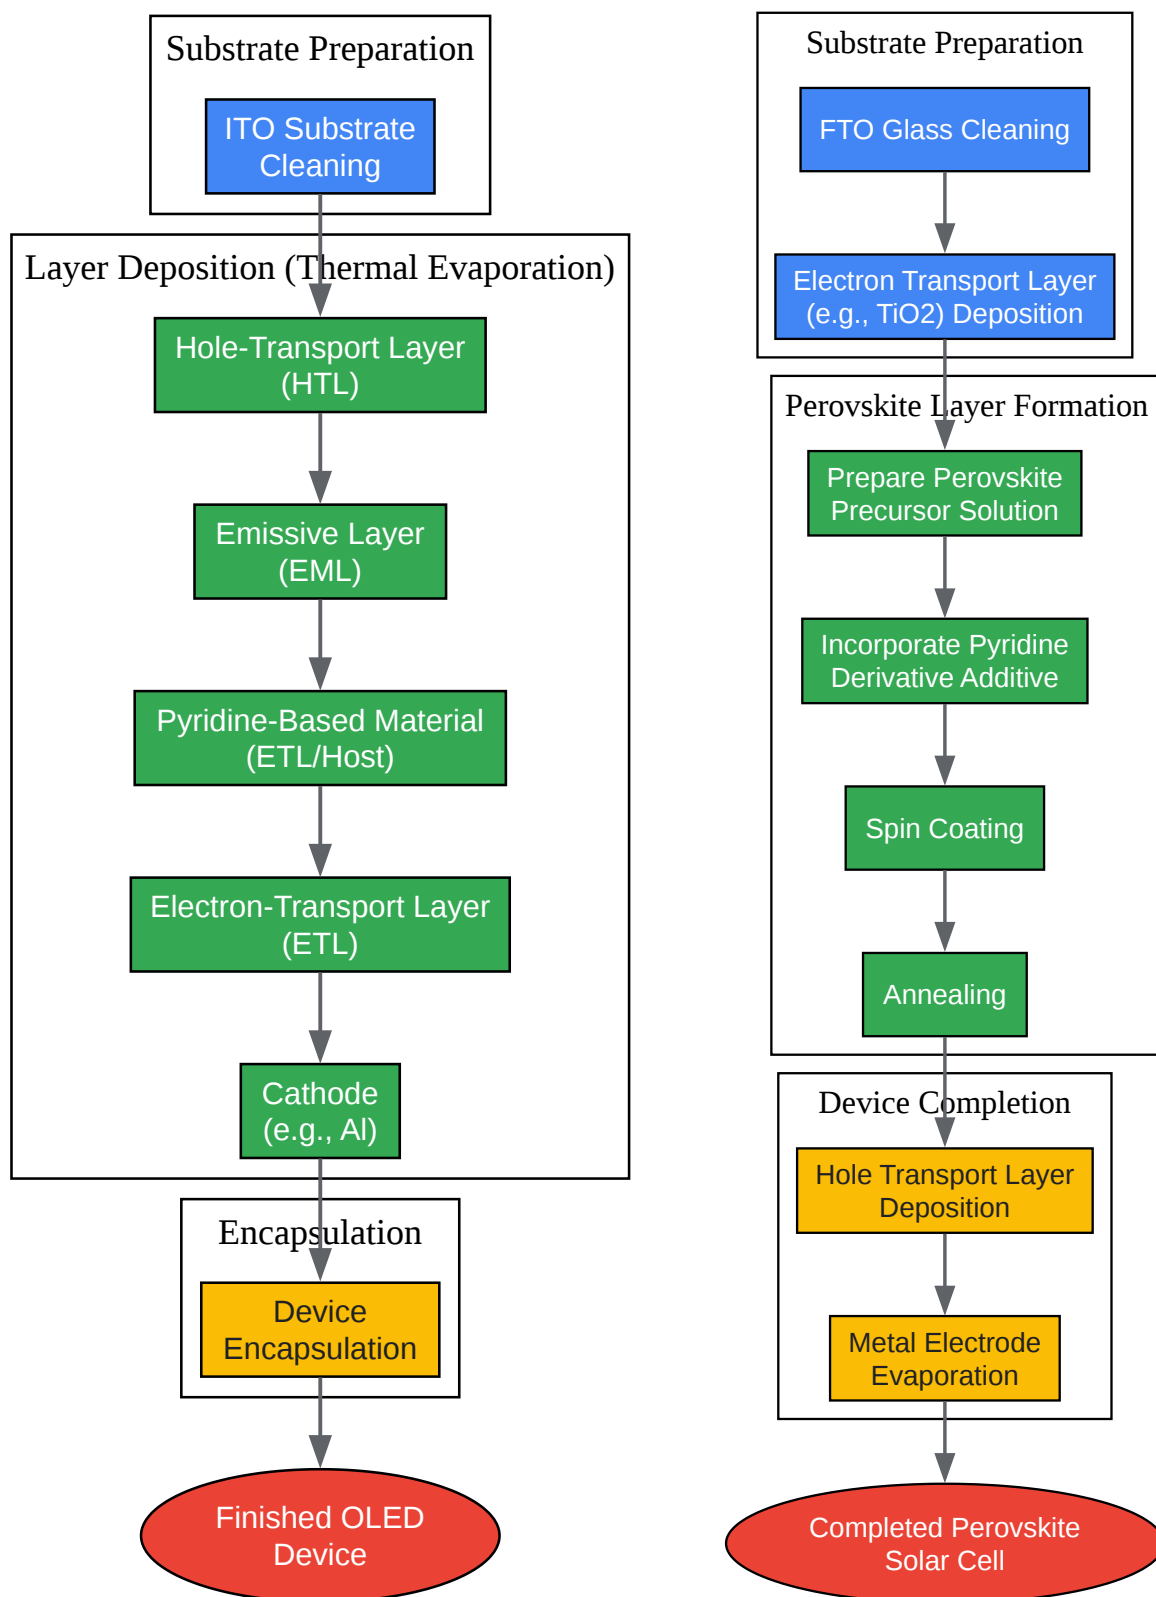 Substrate Preparation
ITO Substrate
Cleaning
Layer Deposition (Thermal Evaporation)
Hole-Transport Layer
(HTL)
Emissive Layer
(EML)
Pyridine-Based Material
(ETL/Host)
Electron-Transport Layer
(ETL)
Cathode
(e.g., Al)
Encapsulation
Device
Encapsulation
Finished OLED
Device
Substrate Preparation
FTO Glass Cleaning
Electron Transport Layer
(e.g., TiO2) Deposition
Perovskite Layer Formation
Prepare Perovskite
Precursor Solution
Incorporate Pyridine
Derivative Additive
Spin Coating
Annealing
Device Completion
Hole Transport Layer
Deposition
Metal Electrode
Evaporation
Completed Perovskite
Solar Cell